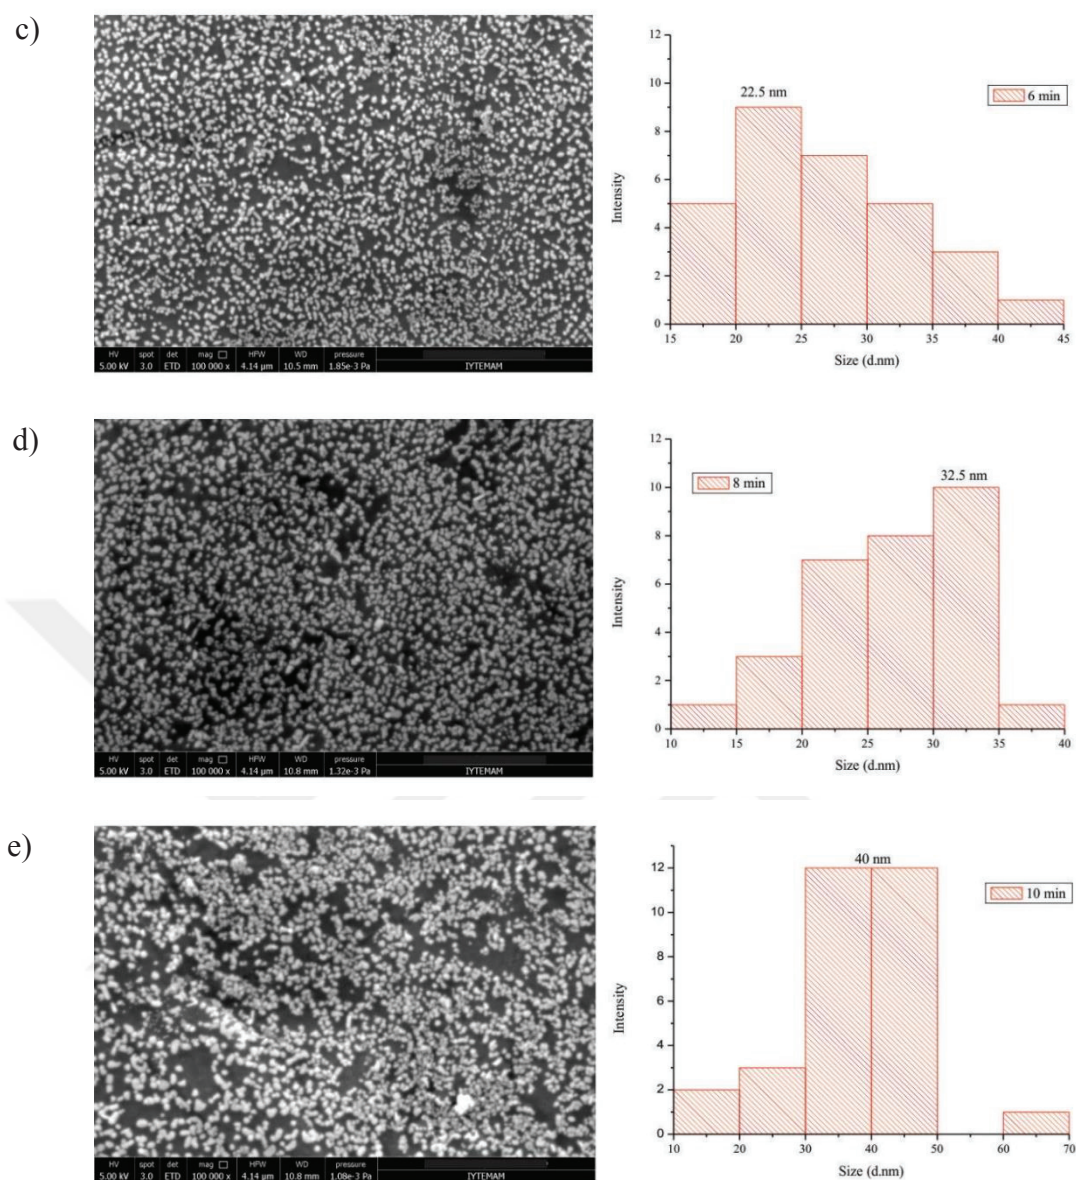 c)
HV spot det mag HFW WD pressure
5.00 kV 3.0 ETD 100 000 x 4.14 µm 10.5 mm 1.85e-3 Pa IYTEMAM
12
10
8
6
4
2
0
Intensity
22.5 nm
6 min
15 20 25 30 35 40 45
Size (d.nm)
d)
HV spot det mag HFW WD pressure
5.00 kV 3.0 ETD 100 000 x 4.14 µm 10.8 mm 1.32e-3 Pa IYTEMAM
12
10
8
6
4
2
0
Intensity
8 min
32.5 nm
10 15 20 25 30 35 40
Size (d.nm)
e)
HV spot det mag HFW WD pressure
5.00 kV 3.0 ETD 100 000 x 4.14 µm 10.8 mm 1.08e-3 Pa IYTEMAM
12
10
8
6
4
2
0
Intensity
40 nm
10 min
10 20 30 40 50 60 70
Size (d.nm)